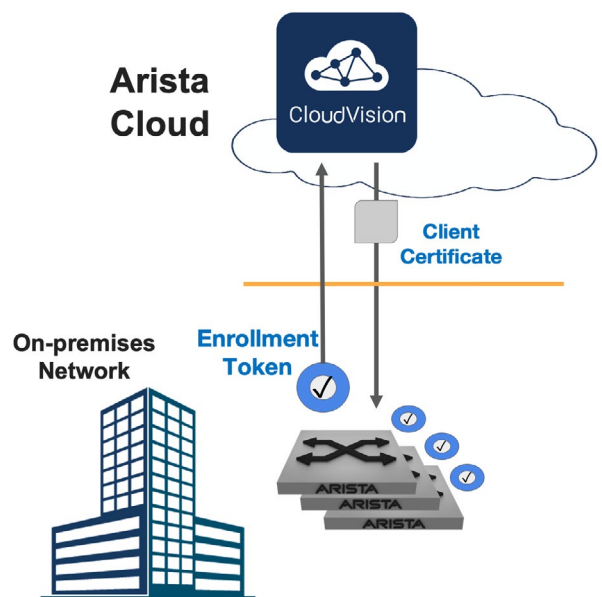 Arista
Cloud
CloudVision
Client
Certificate
Enrollment
Token
On-premises
Network
ARISTA
ARISTA
ARISTA